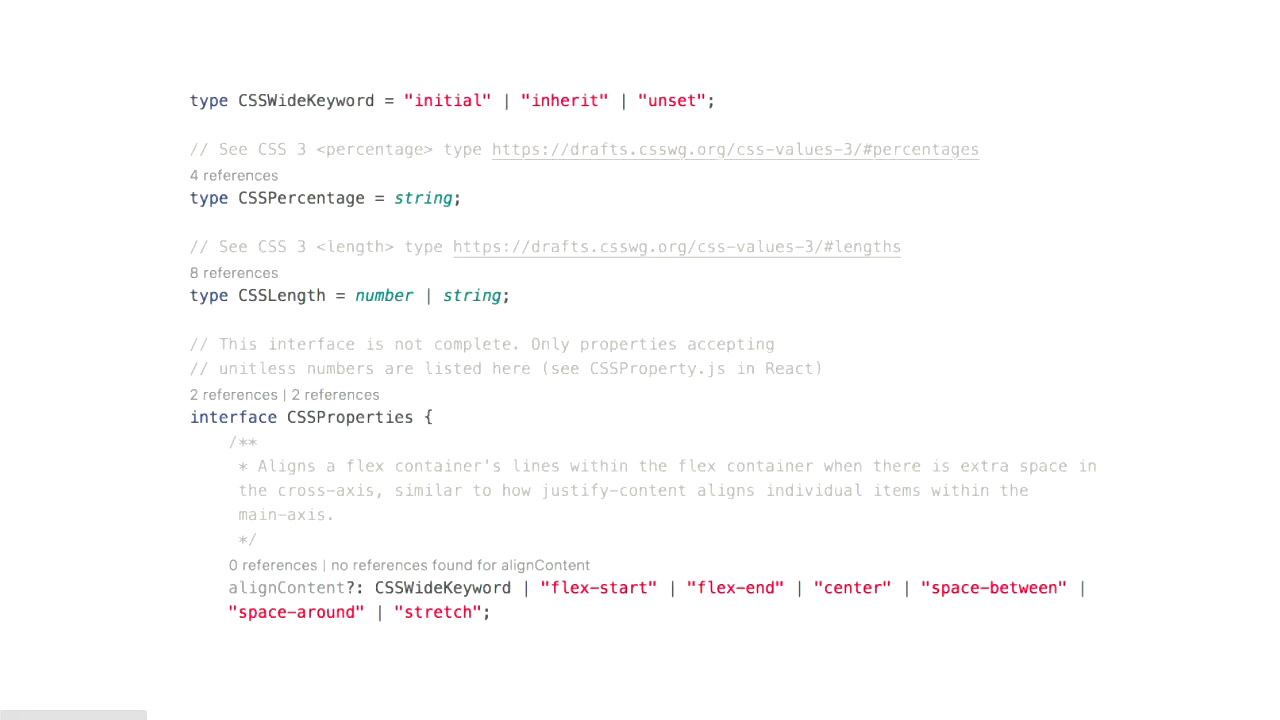 type CSSWideKeyword = "initial" | "inherit" | "unset";
// See CSS 3 <percentage> type https://drafts.csswg.org/css-values-3/#percentages
4 references
type CSSPercentage = string;
// See CSS 3 <length> type https://drafts.csswg.org/css-values-3/#lengths
8 references
type CSSLength = number | string;
// This interface is not complete. Only properties accepting
// unitless numbers are listed here (see CSSProperty.js in React)
2 references | 2 references
interface CSSProperties {
/**
* Aligns a flex container's lines within the flex container when there is extra space in
the cross-axis, similar to how justify-content aligns individual items within the
main-axis.
*/
0 references | no references found for alignContent
alignContent?: CSSWideKeyword | "flex-start" | "flex-end" | "center" | "space-between" |
"space-around" | "stretch";